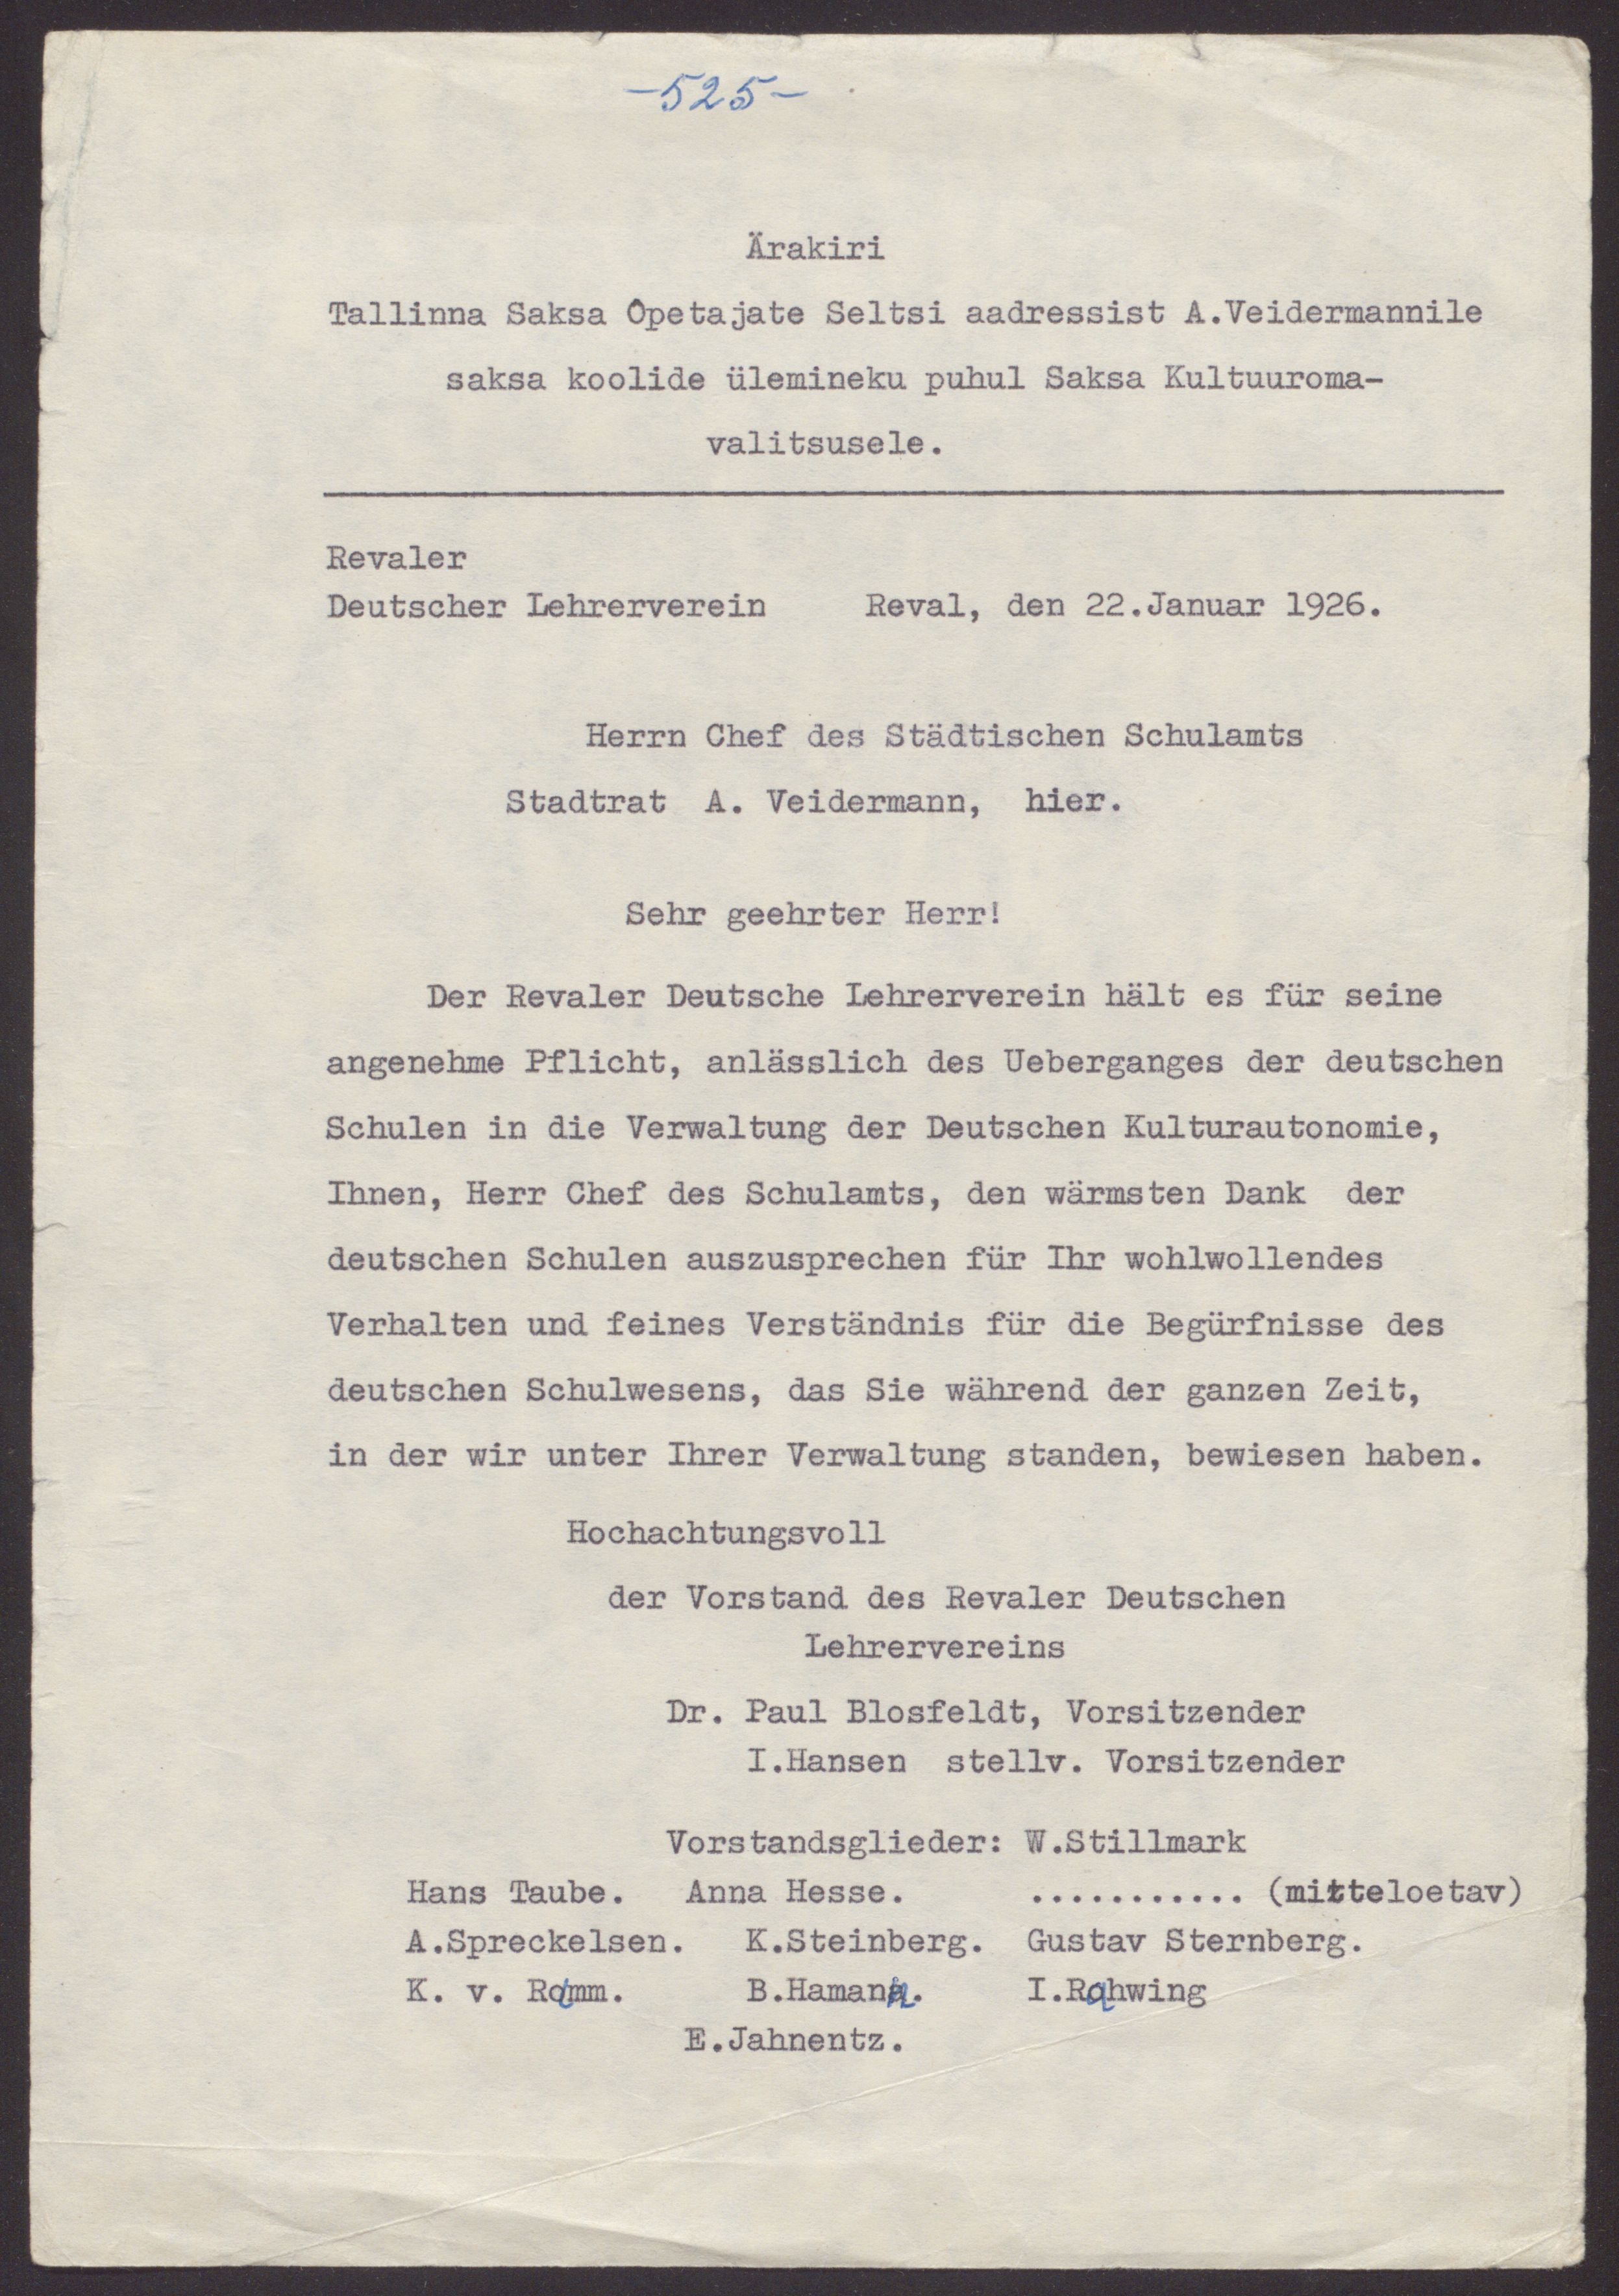 -525-
Ärakiri
Tallinna Saksa Õpetajate Seltsi aadressist A.Veidermannile
saksa koolide ülemineku puhul Saksa Kultuuroma-
valitsusele.
Revaler
Deutscher Lehrerverein Reval, den 22.Januar 1926.
Herrn Chef des Städtischen Schulamts
Stadtrat A. Veidermann, hier.
Sehr geehrter Herr!
Der Revaler Deutsche Lehrerverein hält es für seine
angenehme Pflicht, anlässlich des Ueberganges der deutschen
Schulen in die Verwaltung der Deutschen Kulturautonomie,
Ihnen, Herr Chef des Schulamts, den wärmsten Dank der
deutschen Schulen auszusprechen für Ihr wohlwollendes
Verhalten und feines Verständnis für die Begürfnisse des
deutschen Schulwesens, das Sie während der ganzen Zeit,
in der wir unter Ihrer Verwaltung standen, bewiesen haben.
Hochachtungsvoll
der Vorstand des Revaler Deutschen
Lehrervereins
Dr. Paul Blosfeldt, Vorsitzender
I.Hansen stellv. Vorsitzender
Vorstandsglieder: W.Stillmark
Hans Taube. Anna Hesse. ........... (mitteloetav)
A.Spreckelsen. K.Steinberg. Gustav Sternberg.
K. v. B.Hamann. I.Rahwing
E.Jahnentz.